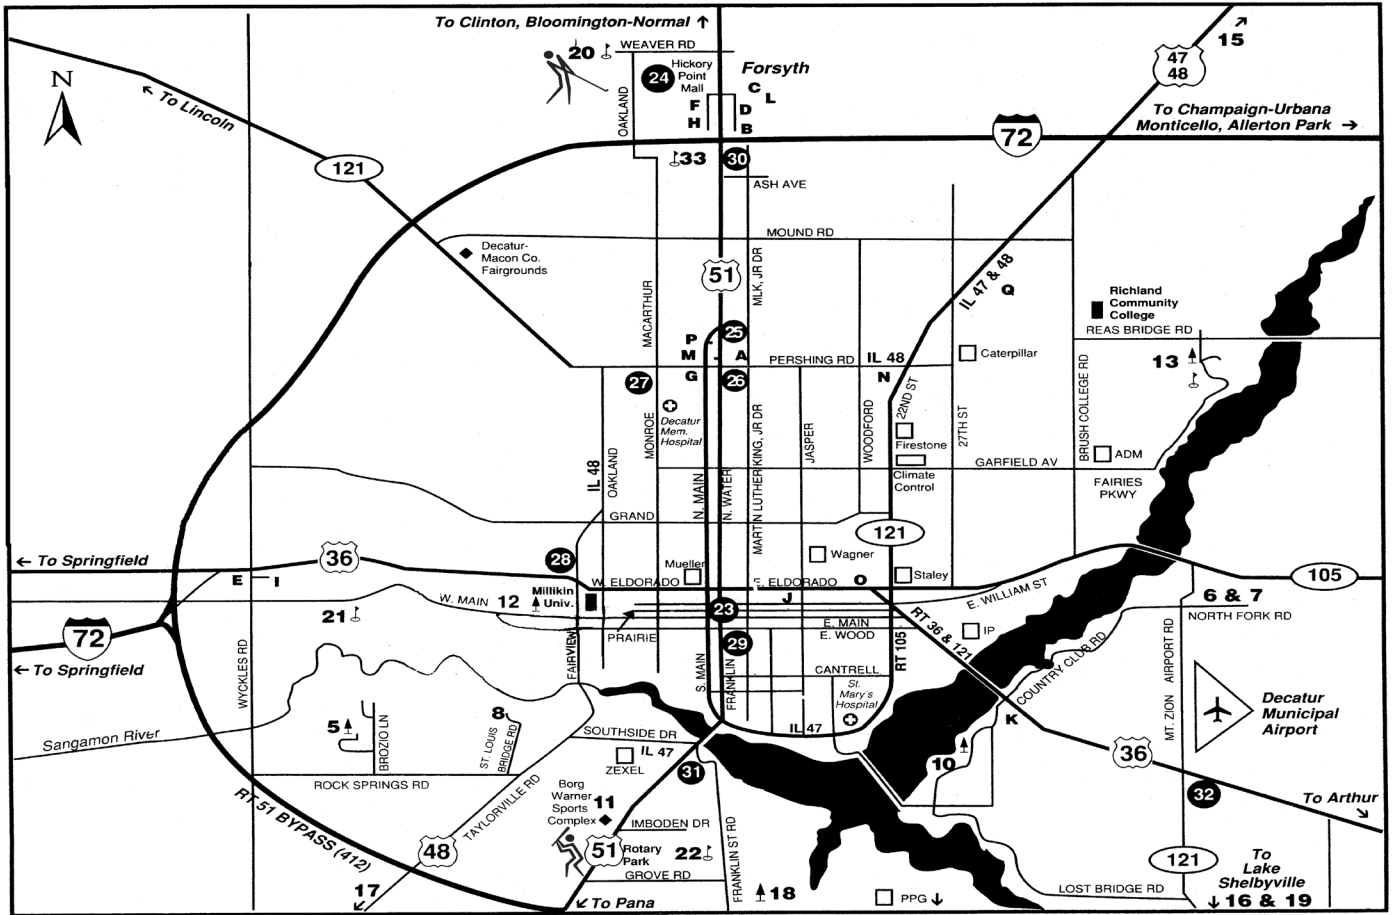 To Clinton, Bloomington-Normal ↑
15
20
WEAVER RD
24
Hickory
Point
Mall
Forsyth
C
L
F
D
H
B
OAKLAND
47
48
N
← To Lincoln
To Champaign-Urbana
Monticello, Allerton Park →
72
121
33
30
ASH AVE
MOUND RD
Decatur-
Macon Co.
Fairgrounds
51
MLK, JR DR
MACARTHUR
IL 47 & 48
Q
Richland
Community
College
REAS BRIDGE RD
25
P
M
A
PERSHING RD
IL 48
Caterpillar
13
27
G
26
N
22ND ST
27TH ST
BRUSH COLLEGE RD
Decatur
Mem.
Hospital
MONROE
Firestone
JASPER
WOODFORD
ADM
GARFIELD AV
Climate
Control
FAIRIES
PKWY
IL 48
OAKLAND
N. MAIN
N. WATER
MARTIN LUTHER KING, JR DR
GRAND
121
← To Springfield
36
28
Mueller
Wagner
E
I
W. ELDORADO
E. ELDORADO
O
Staley
105
Millikin
Univ.
W. MAIN
12
J
E. WILLIAM ST
6 & 7
NORTH FORK RD
21
23
72
PRAIRIE
E. MAIN
E. WOOD
RT 36 & 121
IP
← To Springfield
29
FAIRVIEW
WYCKLES RD
S. MAIN
FRANKLIN
CANTRELL
RT 105
COUNTRY CLUB RD
MT. ZION AIRPORT RD
St.
Mary's
Hospital
Decatur
Municipal
Airport
K
5
8
BROZIO LN
ST. LOUIS
BRIDGE RD
Sangamon River
SOUTHSIDE DR
IL 47
IL 47
ZEXEL
10
36
31
ROCK SPRINGS RD
Borg
Warner
Sports
Complex
11
32
To Arthur
RT 51 BYPASS (412)
TAYLORVILLE RD
IMBODEN DR
48
51
Rotary
Park
22
FRANKLIN ST RD
121
To
Lake
Shelbyville
GROVE RD
17
18
PPG ↓
LOST BRIDGE RD
↓ 16 & 19
To Pana